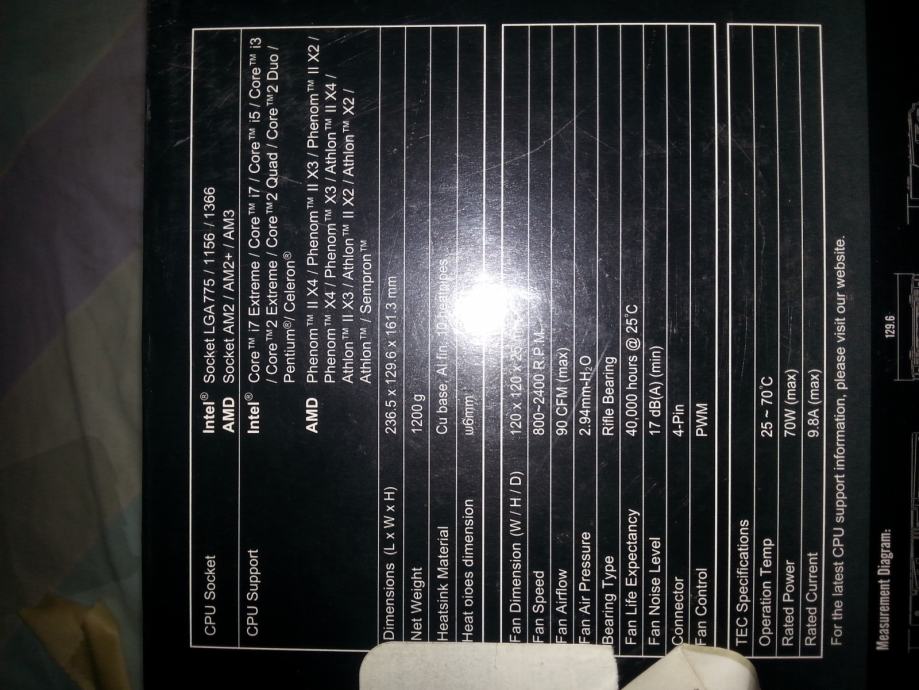 CPU Socket Intel® Socket LGA775 / 1156 / 1366
AMD Socket AM2 / AM2+ / AM3
CPU Support Intel® Core™ i7 Extreme / Core™ i7 / Core™ i5 / Core™ i3
/ Core™2 Extreme / Core™2 Quad / Core™2 Duo /
Pentium®/ Celeron®
AMD Phenom™ II X4 / Phenom™ II X3 / Phenom™ II X2 /
Phenom™ X4 / Phenom™ X3 / Athlon™ II X4 /
Athlon™ II X3 / Athlon™ II X2 / Athlon™ X2 /
Athlon™ / Sempron™
Dimensions (L x W x H) 236.5 x 129.6 x 161.3 mm
Net Weight 1200 g
Heatsink Material Cu base, Al fin, 10 heatpipes
Heat pipes dimension ψ6mm
Fan Dimension (W / H / D) 120 x 120 x
Fan Speed 800~2400 R.P.M.
Fan Airflow 90 CFM (max)
Fan Air Pressure 2.94mm-H₂O
Bearing Type Rifle Bearing
Fan Life Expectancy 40,000 hours @ 25°C
Fan Noise Level 17 dB(A) (min)
Connector 4-Pin
Fan Control PWM
TEC Specifications
Operation Temp 25 ~ 70°C
Rated Power 70W (max)
Rated Current 9.8A (max)
For the latest CPU support information, please visit our website.
Measurement Diagram:
129.6